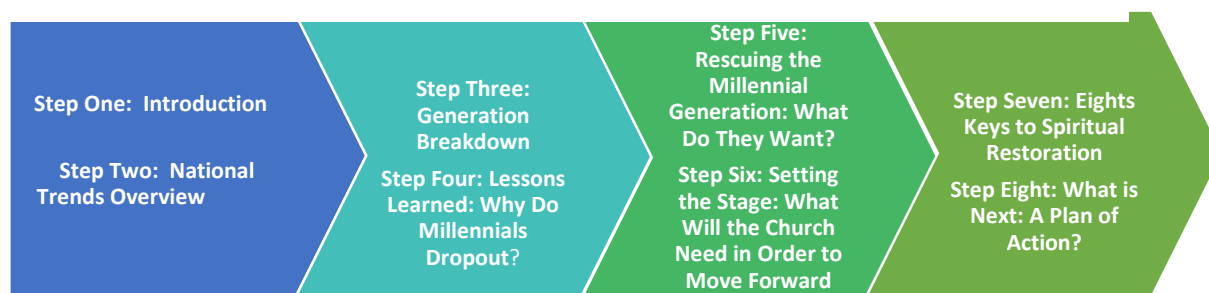 Step One: Introduction
Step Two: National
Trends Overview
Step Three:
Generation
Breakdown
Step Four: Lessons
Learned: Why Do
Millennials
Dropout?
Step Five:
Rescuing the
Millennial
Generation: What
Do They Want?
Step Six: Setting
the Stage: What
Will the Church
Need in Order to
Move Forward
Step Seven: Eights
Keys to Spiritual
Restoration
Step Eight: What is
Next: A Plan of
Action?